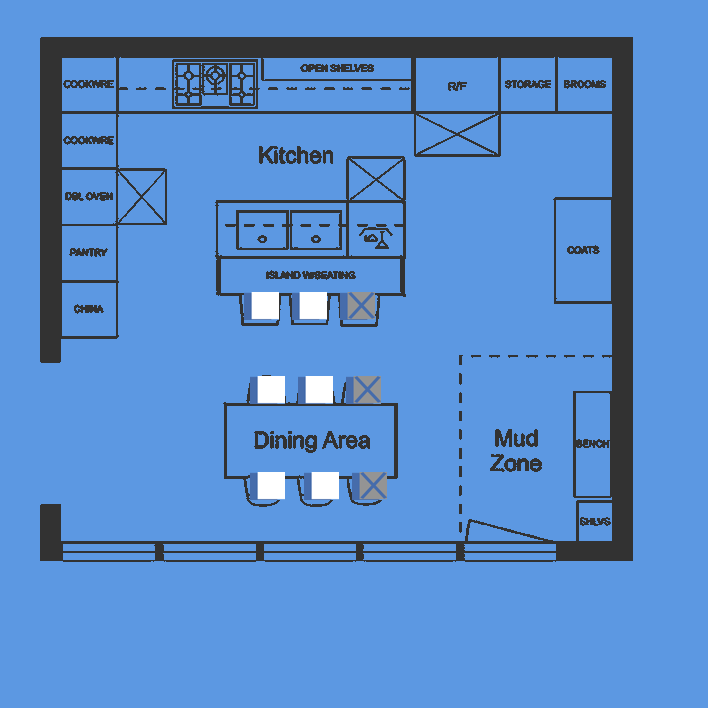 COOKWRE
OPEN SHELVES
R/F
STORAGE
BROOMS
COOKWRE
Kitchen
DBL OVEN
PANTRY
COATS
ISLAND W/SEATING
CHINA
Dining Area
Mud
Zone
BENCH
SHLVS